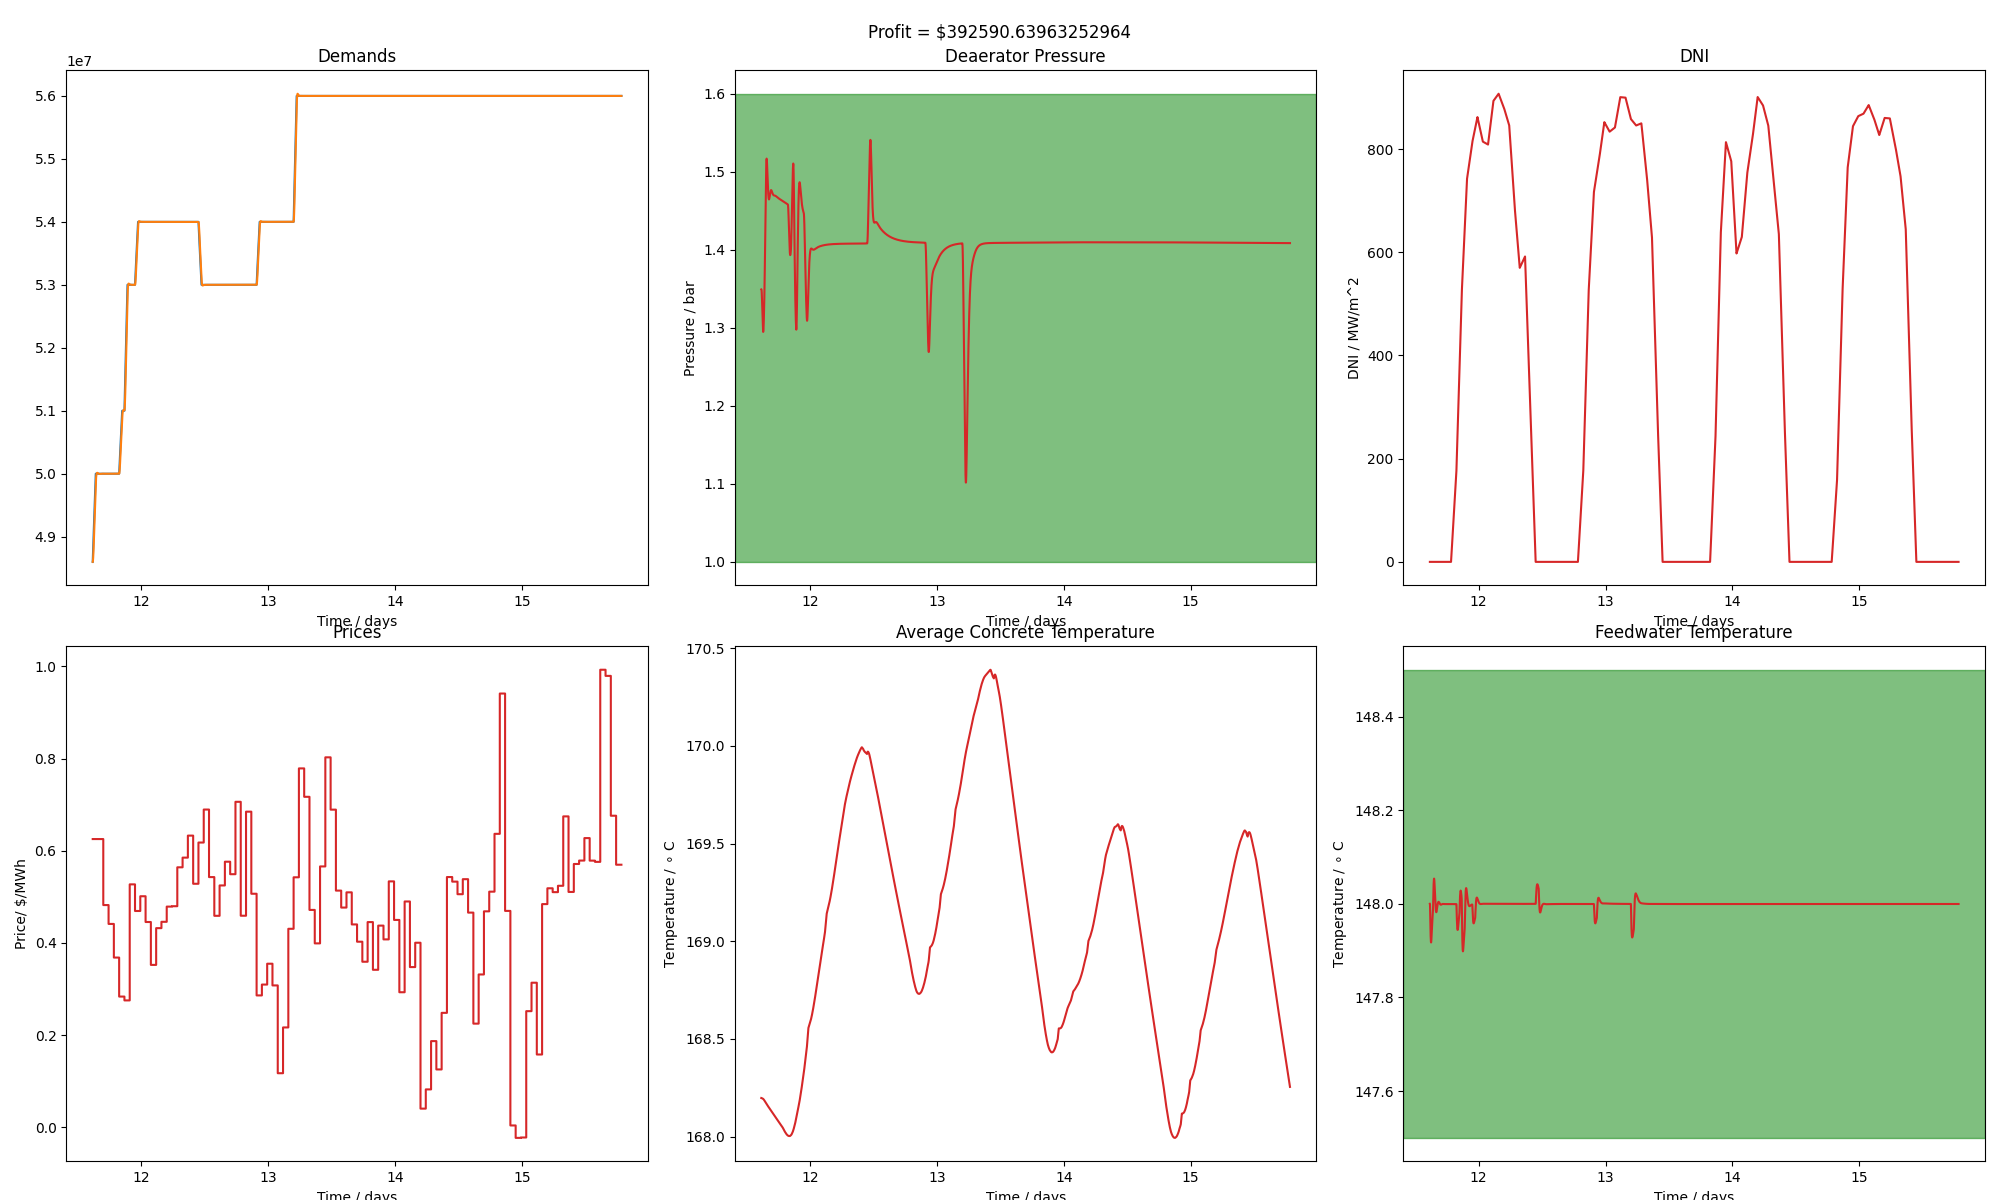 Profit = $392590.63963252964
Demands
1e7
5.6
5.5
5.4
5.3
5.2
5.1
5.0
4.9
12 13 14 15
Time / days
Deaerator Pressure
Pressure / bar
1.6
1.5
1.4
1.3
1.2
1.1
1.0
12 13 14 15
Time / days
DNI
DNI / MW/m^2
800
600
400
200
0
12 13 14 15
Time / days
Prices
Price/ $/MWh
1.0
0.8
0.6
0.4
0.2
0.0
12 13 14 15
Time / days
Average Concrete Temperature
Temperature / ∘ C
170.5
170.0
169.5
169.0
168.5
168.0
12 13 14 15
Time / days
Feedwater Temperature
Temperature / ∘ C
148.4
148.2
148.0
147.8
147.6
12 13 14 15
Time / days